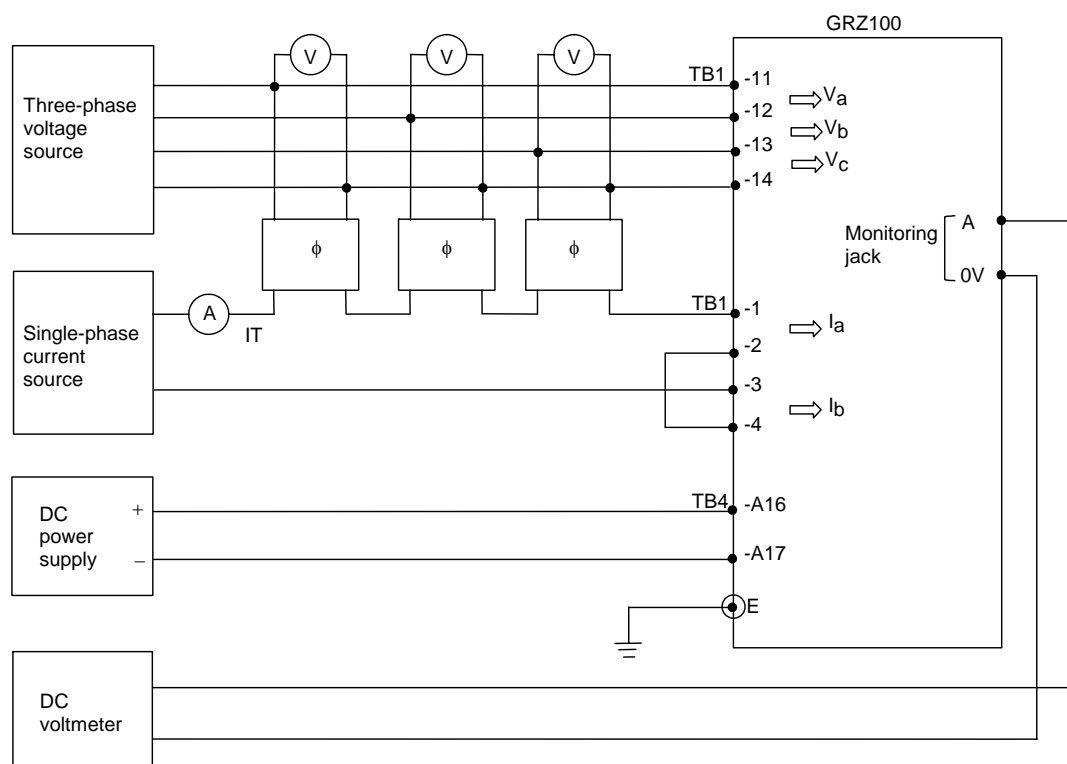 GRZ100
Three-phase
voltage
source
V
V
V
TB1
-11
-12
-13
-14
Va
Vb
Vc
ϕ
ϕ
ϕ
Monitoring
jack
A
0V
Single-phase
current
source
A
IT
TB1
-1
-2
-3
-4
Ia
Ib
DC
power
supply
+
−
TB4
-A16
-A17
E
DC
voltmeter